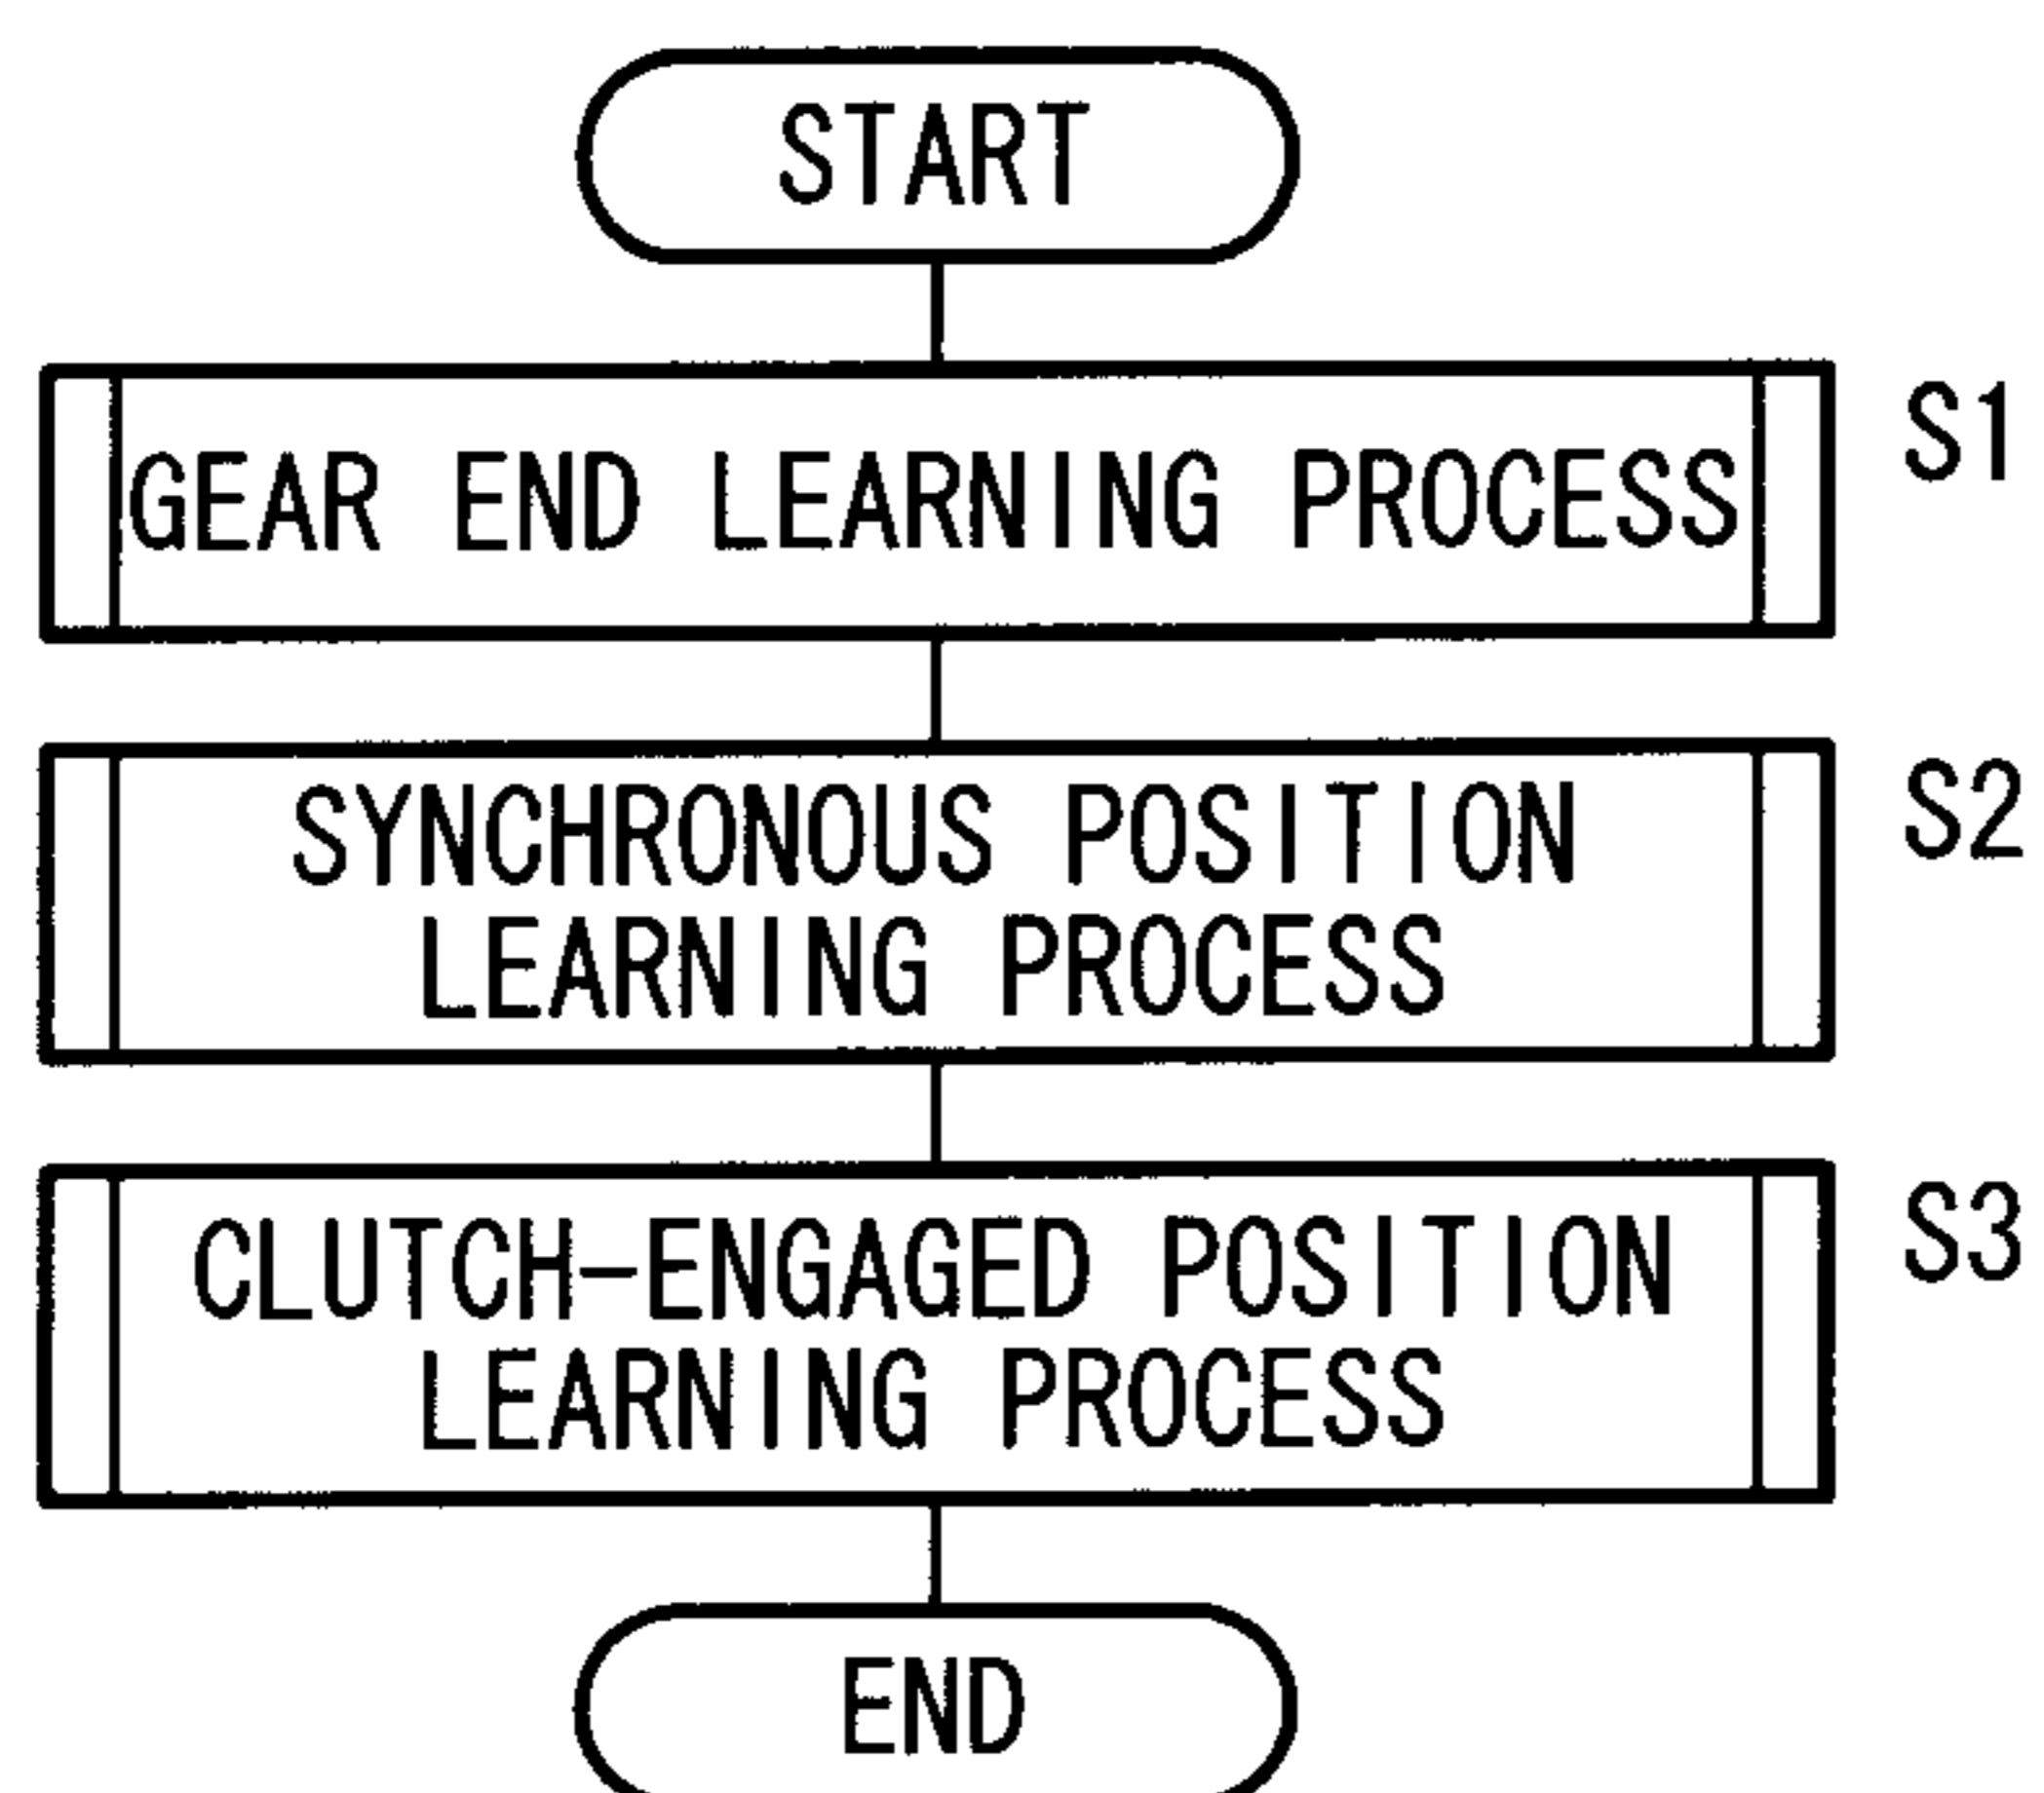 START
GEAR END LEARNING PROCESS
S1
SYNCHRONOUS POSITION
LEARNING PROCESS
S2
CLUTCH-ENGAGED POSITION
LEARNING PROCESS
S3
END